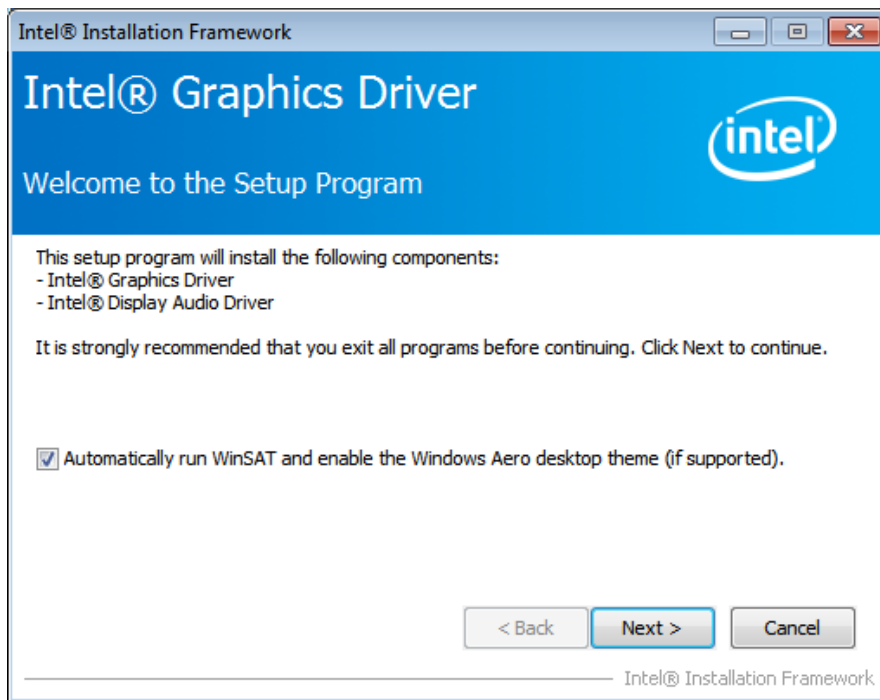 Intel® Installation Framework
Intel® Graphics Driver
intel
Welcome to the Setup Program
This setup program will install the following components:
- Intel® Graphics Driver
- Intel® Display Audio Driver
It is strongly recommended that you exit all programs before continuing. Click Next to continue.
Automatically run WinSAT and enable the Windows Aero desktop theme (if supported).
< Back
Next >
Cancel
Intel® Installation Framework